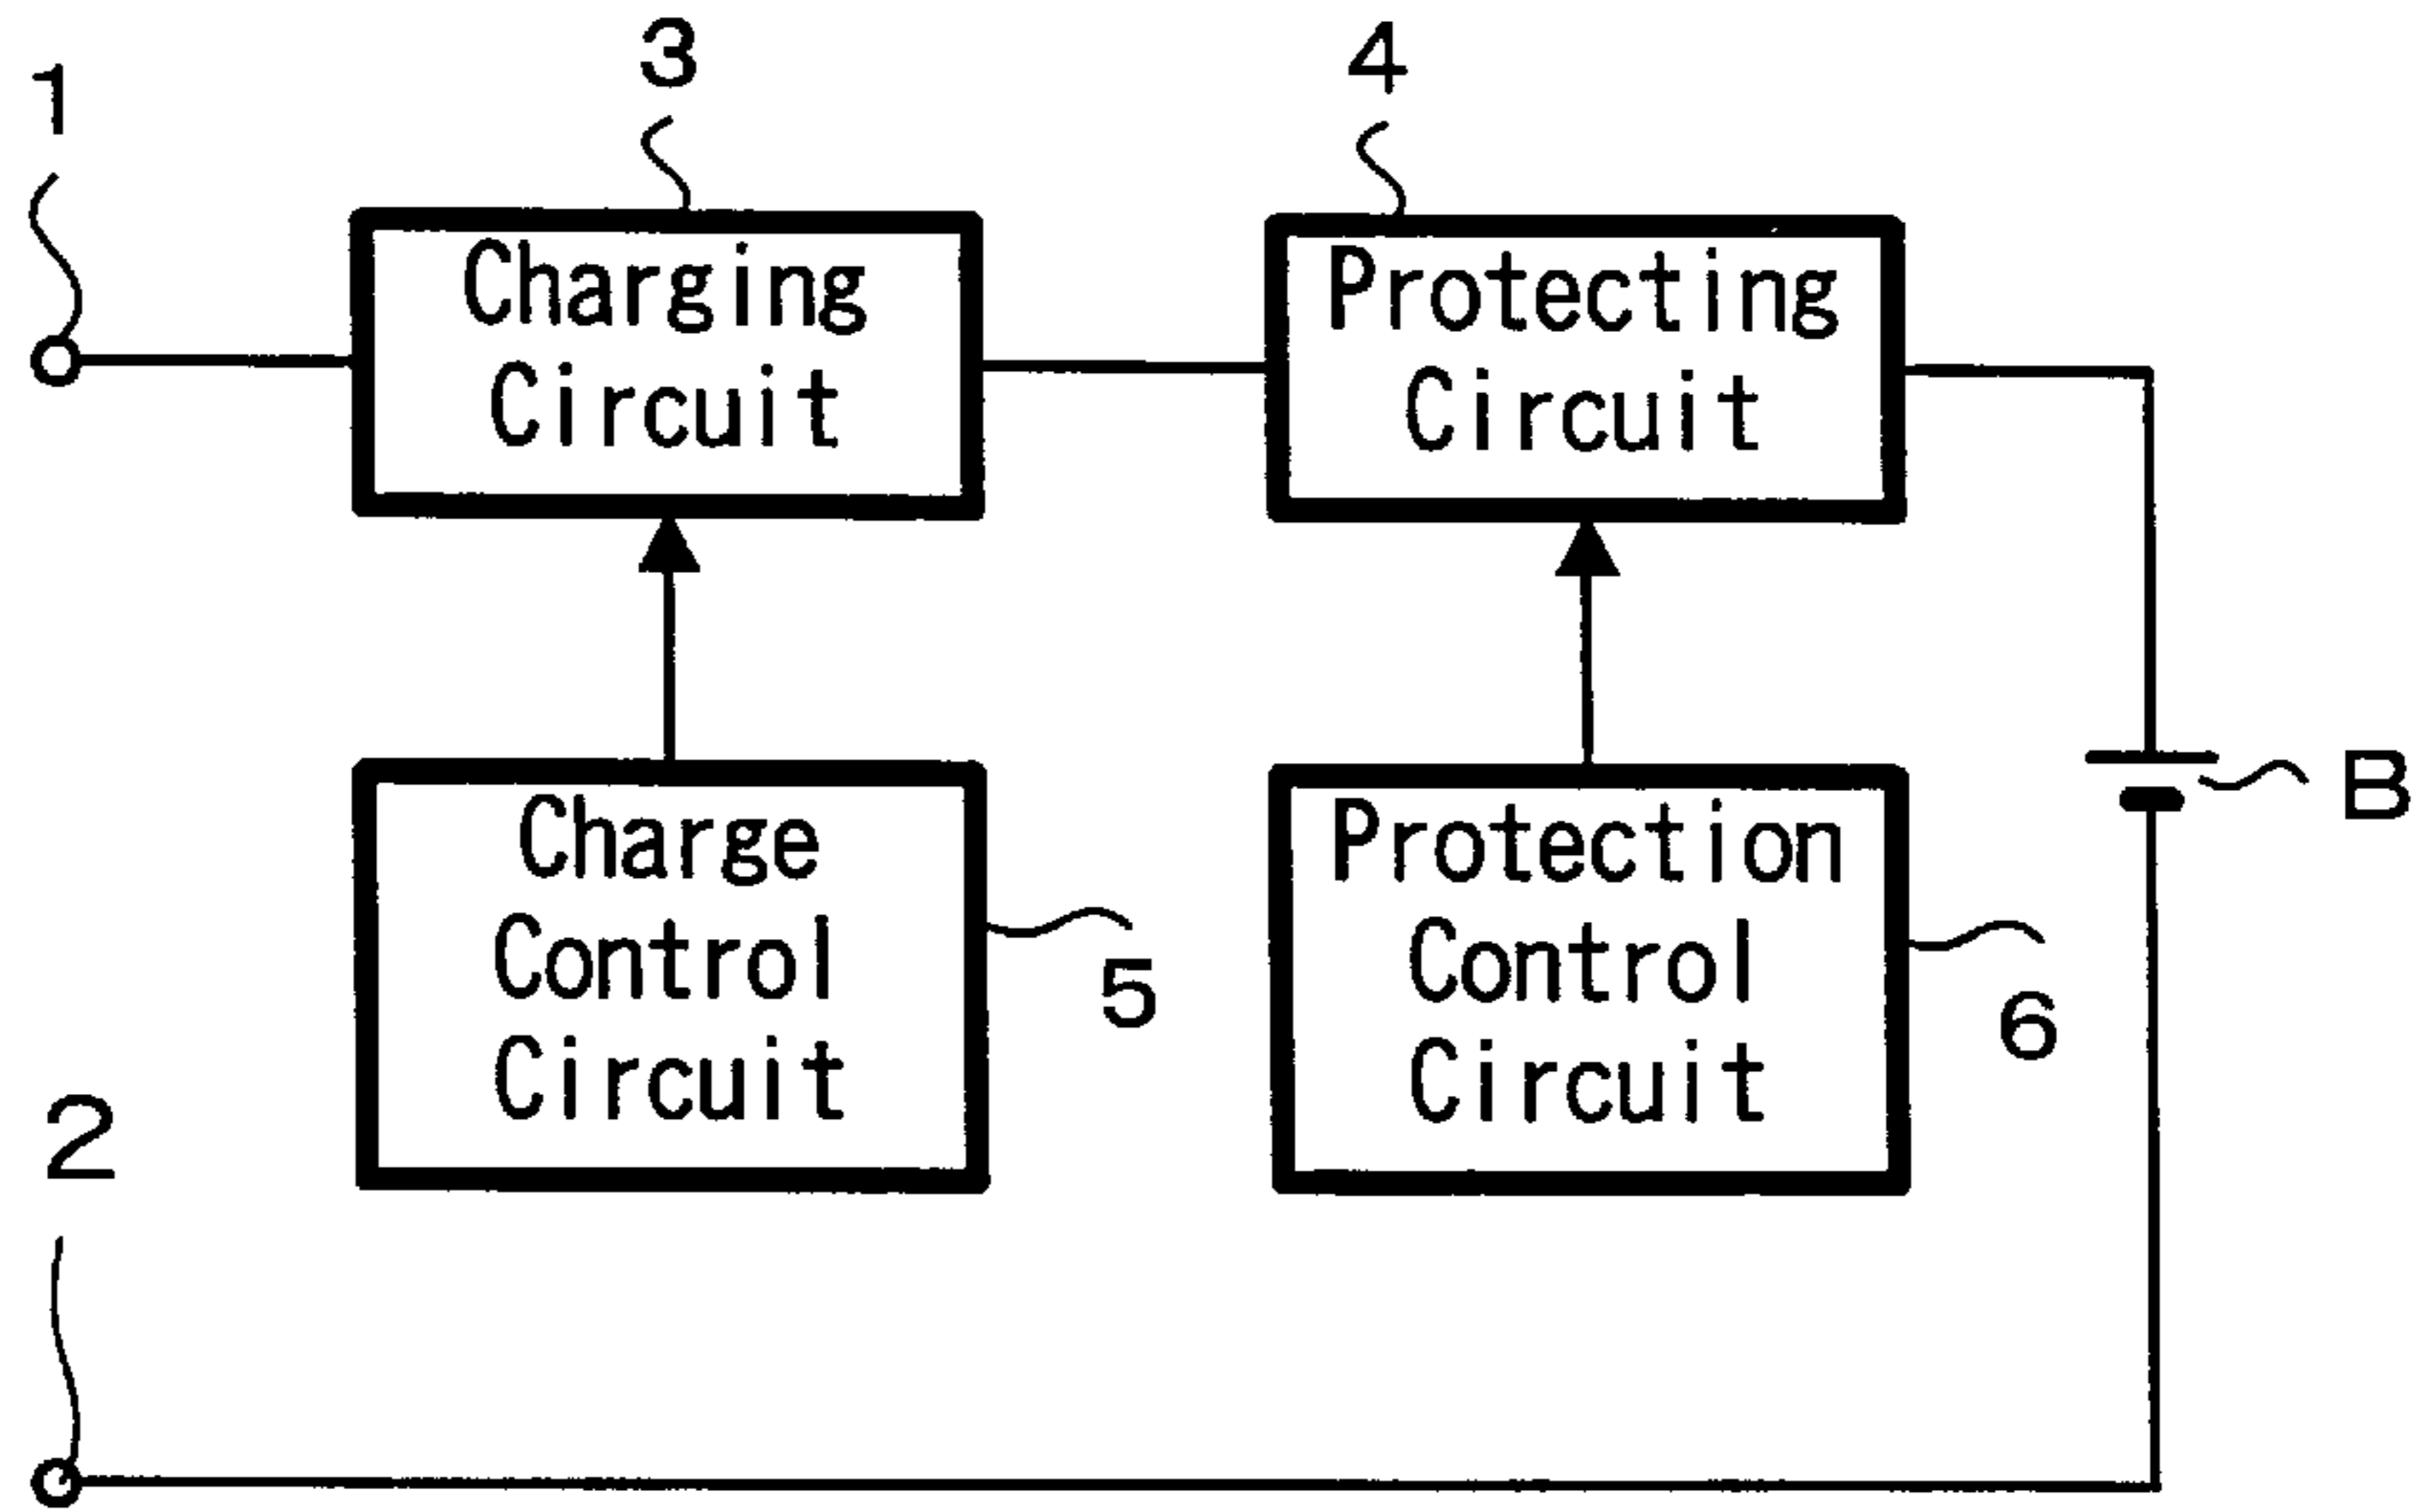 1
3
4
Charging
Circuit
Protecting
Circuit
Charge
Control
Circuit
5
Protection
Control
Circuit
6
B
2